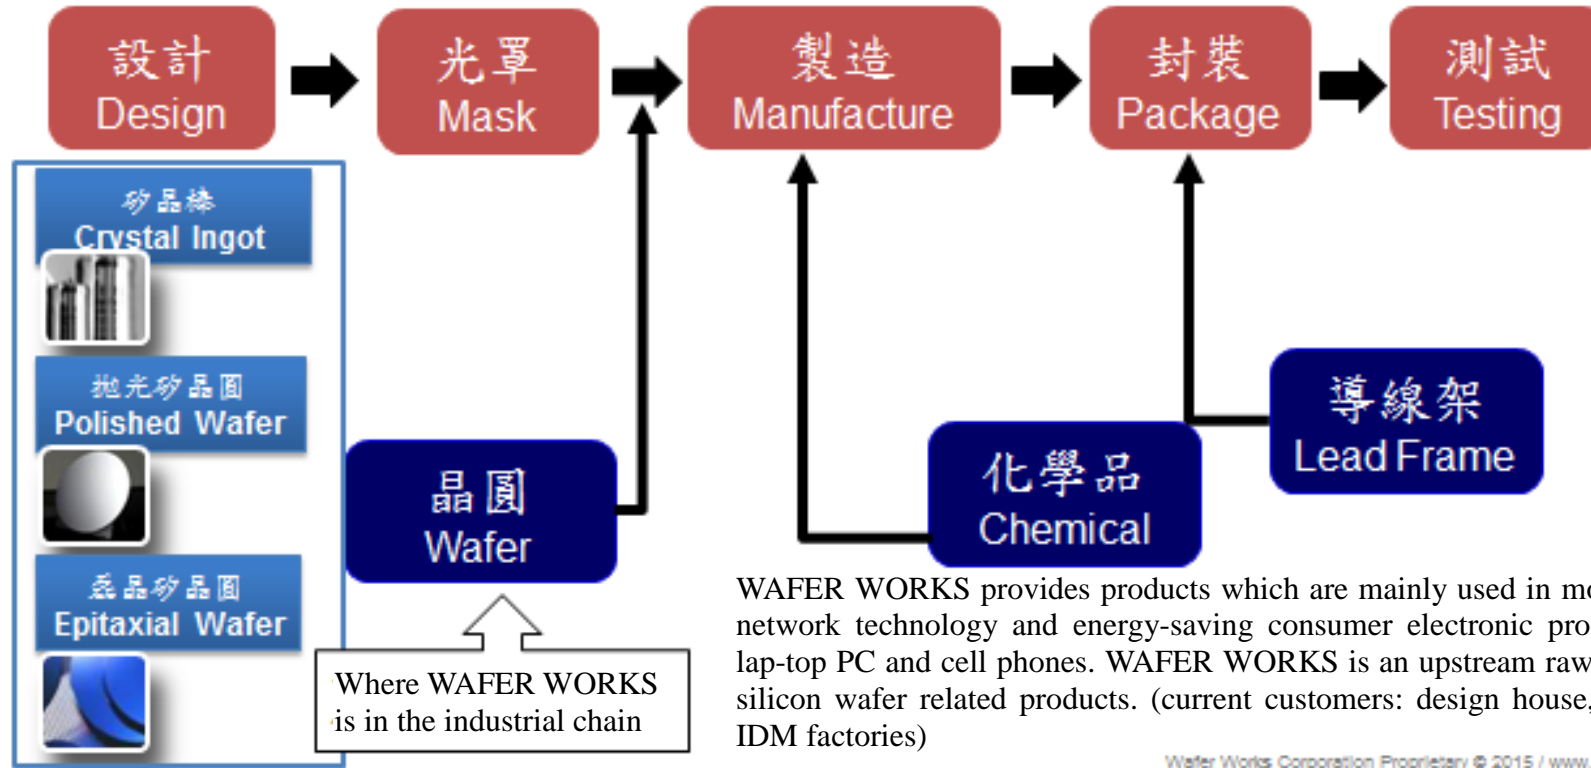 設計
Design
光罩
Mask
製造
Manufacture
封裝
Package
測試
Testing
矽晶棒
Crystal Ingot
拋光矽晶圓
Polished Wafer
磊晶矽晶圓
Epitaxial Wafer
晶圓
Wafer
化學品
Chemical
導線架
Lead Frame
Where WAFER WORKS
is in the industrial chain
WAFER WORKS provides products which are mainly used in
network technology and energy-saving consumer electronic
lap-top PC and cell phones. WAFER WORKS is an upstream raw
silicon wafer related products. (current customers: design house,
IDM factories)
Wafer Works Corporation Proprietary © 2015 / www.